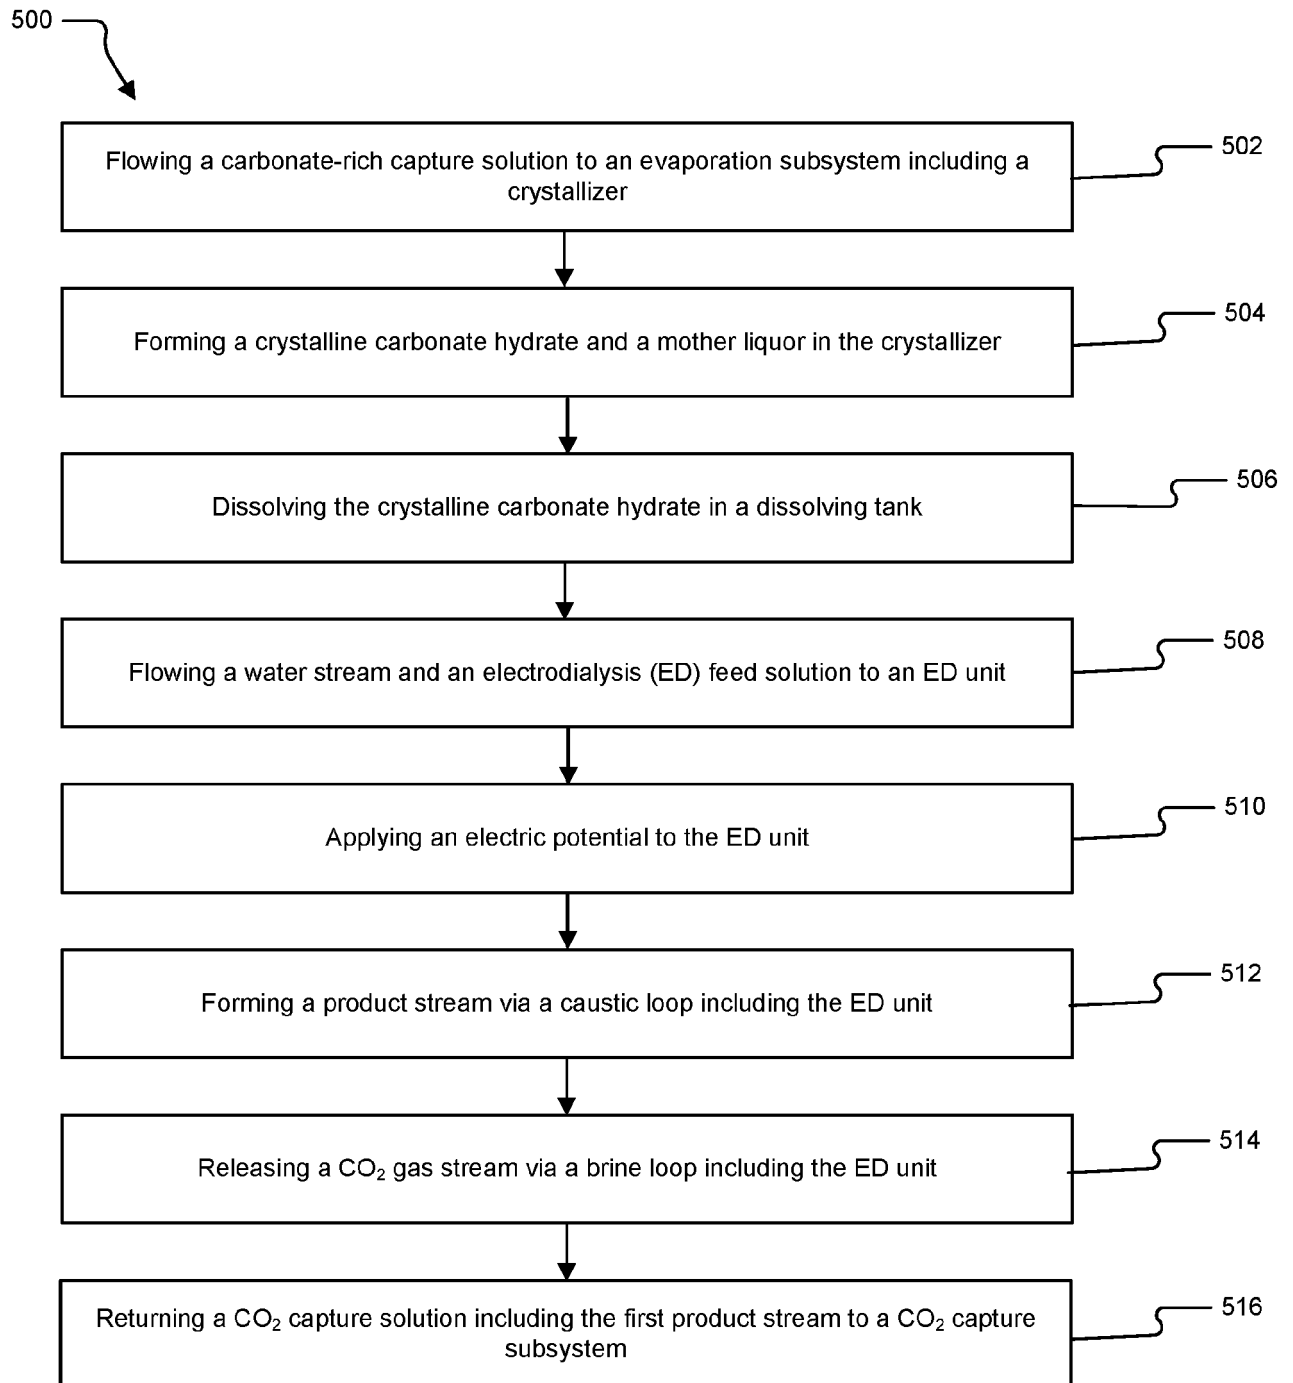 500
Flowing a carbonate-rich capture solution to an evaporation subsystem including a
crystallizer
502
Forming a crystalline carbonate hydrate and a mother liquor in the crystallizer
504
Dissolving the crystalline carbonate hydrate in a dissolving tank
506
Flowing a water stream and an electrodialysis (ED) feed solution to an ED unit
508
Applying an electric potential to the ED unit
510
Forming a product stream via a caustic loop including the ED unit
512
Releasing a CO₂ gas stream via a brine loop including the ED unit
514
Returning a CO₂ capture solution including the first product stream to a CO₂ capture
subsystem
516